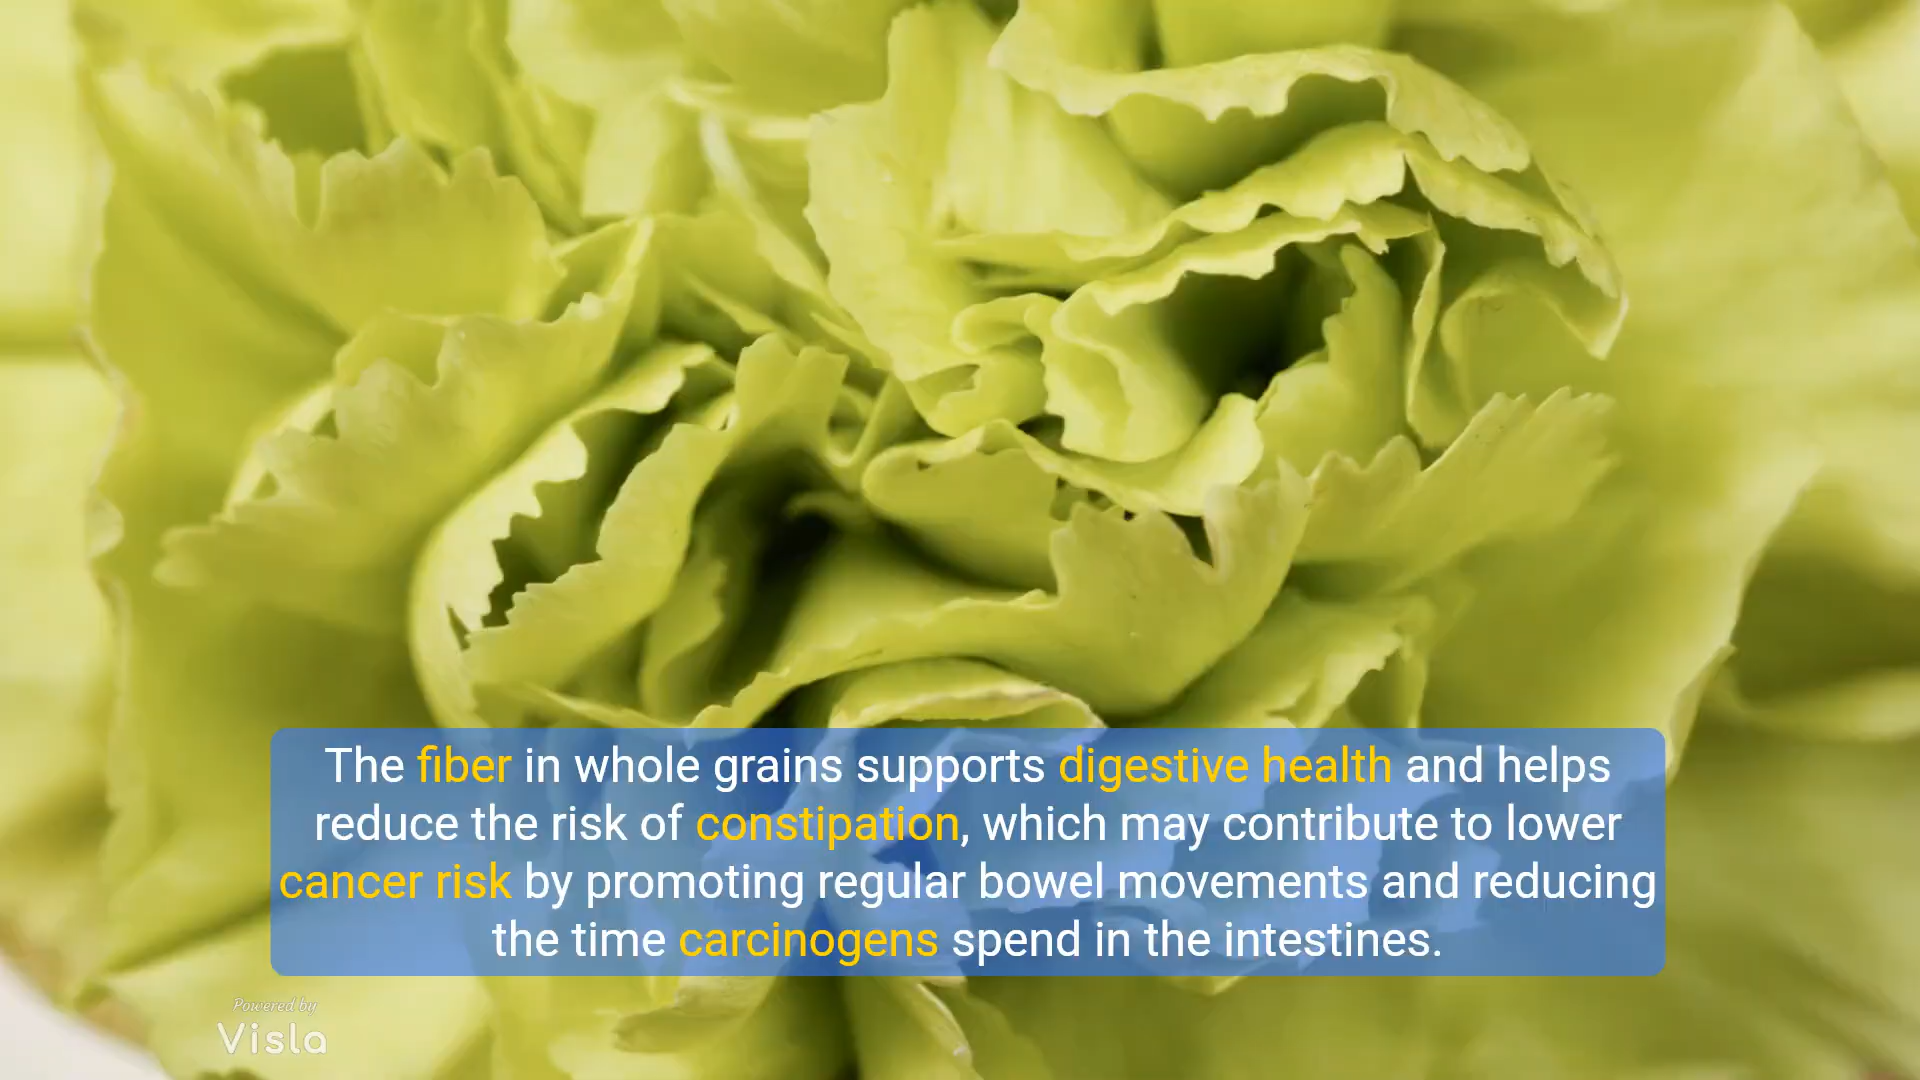 The fiber in whole grains supports digestive health and helps
reduce the risk of constipation, which may contribute to lower
cancer risk by promoting regular bowel movements and reducing
the time carcinogens spend in the intestines.
Powered by
Visla